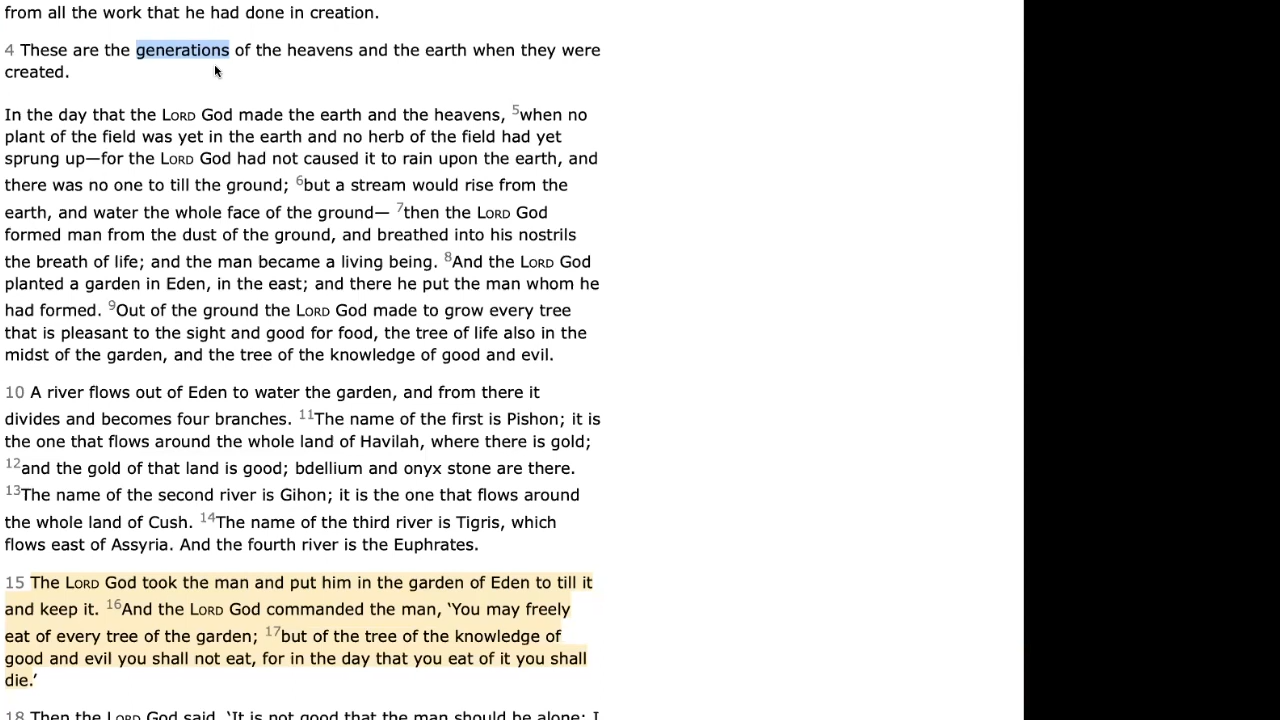 from all the work that he had done in creation.
4 These are the generations of the heavens and the earth when they were
created.
In the day that the LORD God made the earth and the heavens, 5when no
plant of the field was yet in the earth and no herb of the field had yet
sprung up—for the LORD God had not caused it to rain upon the earth, and
there was no one to till the ground; 6but a stream would rise from the
earth, and water the whole face of the ground— 7then the LORD God
formed man from the dust of the ground, and breathed into his nostrils
the breath of life; and the man became a living being. 8And the LORD God
planted a garden in Eden, in the east; and there he put the man whom he
had formed. 9Out of the ground the LORD God made to grow every tree
that is pleasant to the sight and good for food, the tree of life also in the
midst of the garden, and the tree of the knowledge of good and evil.
10 A river flows out of Eden to water the garden, and from there it
divides and becomes four branches. 11The name of the first is Pishon; it is
the one that flows around the whole land of Havilah, where there is gold;
12and the gold of that land is good; bdellium and onyx stone are there.
13The name of the second river is Gihon; it is the one that flows around
the whole land of Cush. 14The name of the third river is Tigris, which
flows east of Assyria. And the fourth river is the Euphrates.
15 The LORD God took the man and put him in the garden of Eden to till it
and keep it. 16And the LORD God commanded the man, ‘You may freely
eat of every tree of the garden; 17but of the tree of the knowledge of
good and evil you shall not eat, for in the day that you eat of it you shall
die.’
18 Then the LORD God said, ‘It is not good that the man should be alone; I